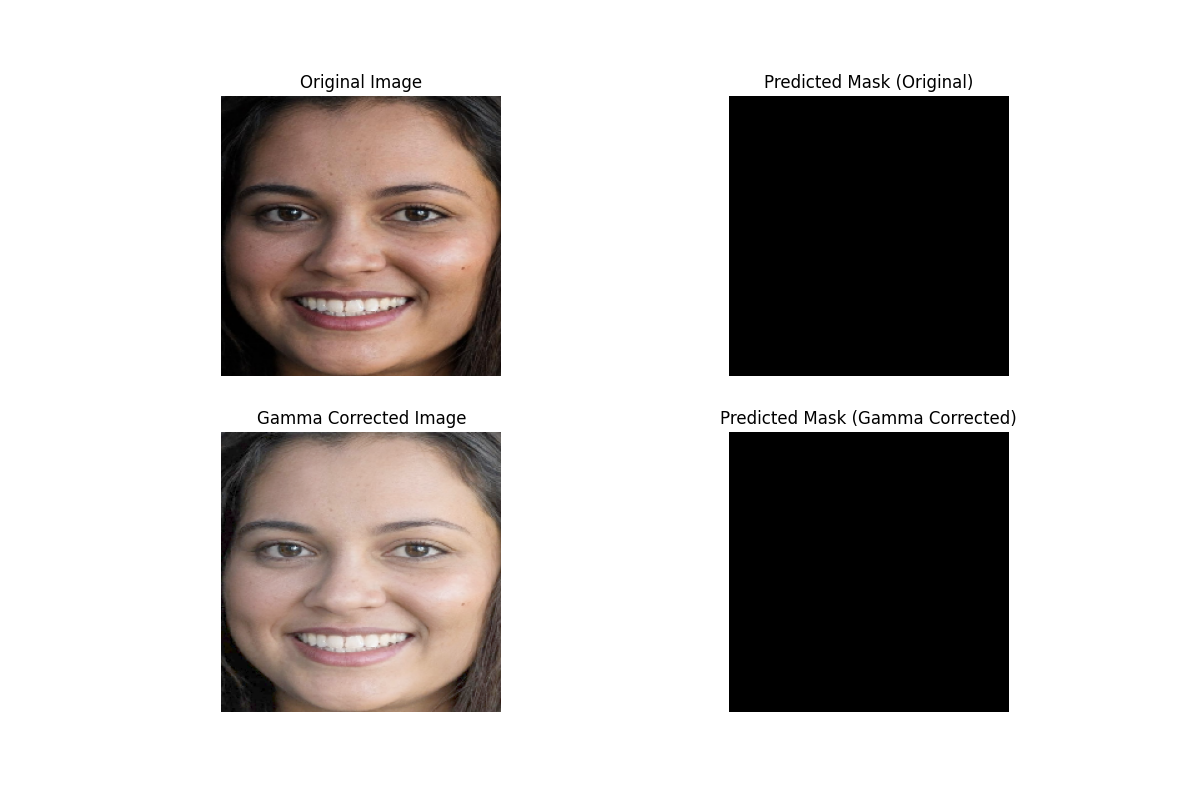 Original Image
Predicted Mask (Original)
Gamma Corrected Image
Predicted Mask (Gamma Corrected)